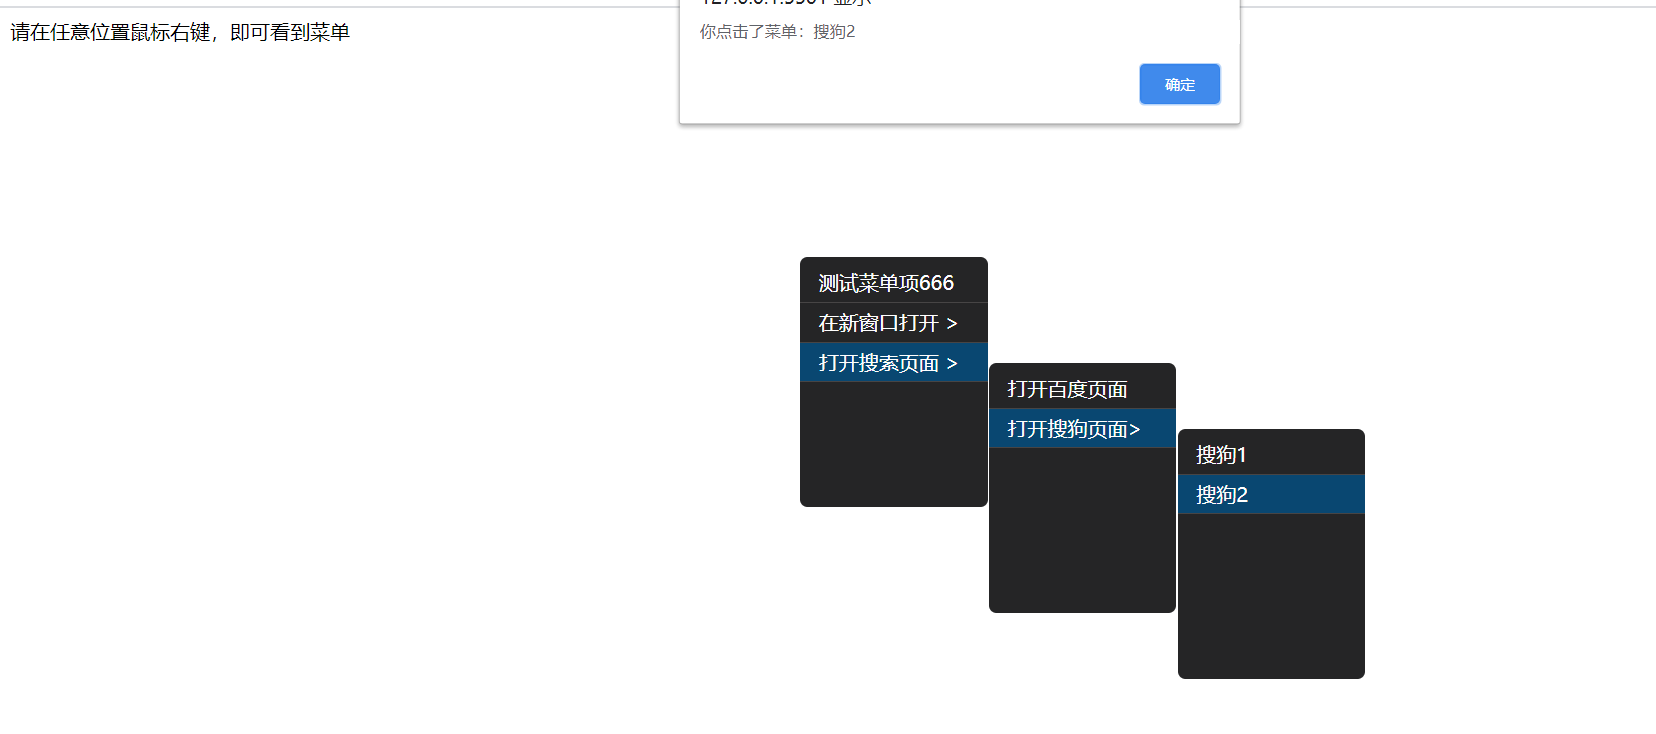 请在任意位置鼠标右键，即可看到菜单
你点击了菜单：搜狗2
确定
测试菜单项666
在新窗口打开 >
打开搜索页面 >
打开百度页面
打开搜狗页面>
搜狗1
搜狗2